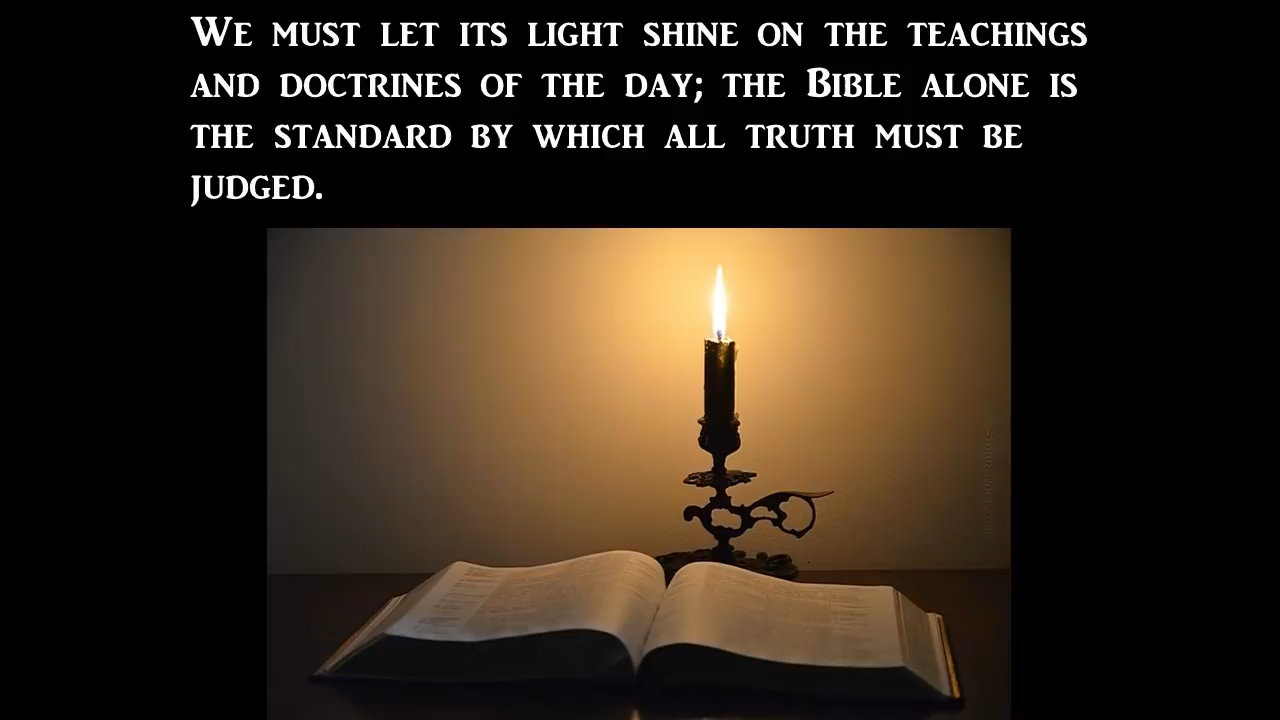 We must let its light shine on the teachings
and doctrines of the day; the Bible alone is
the standard by which all truth must be
judged.